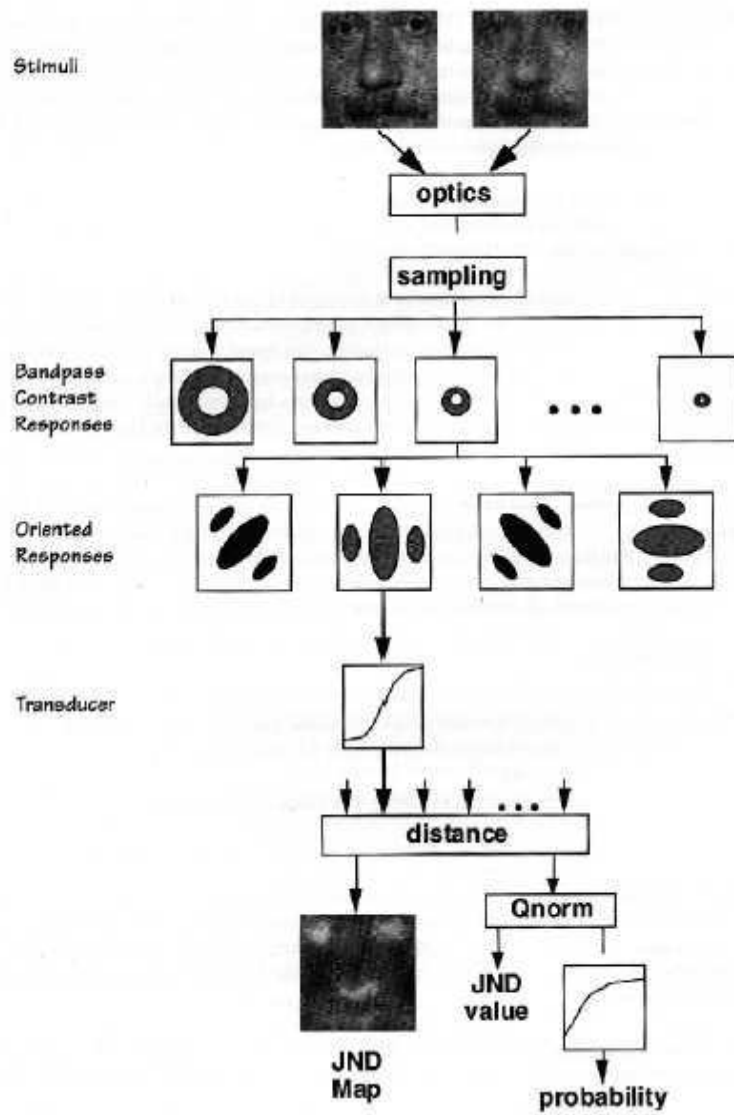 Stimuli
optics
sampling
Bandpass
Contrast
Responses
Oriented
Responses
Transducer
distance
Qnorm
JND
value
JND
Map
probability